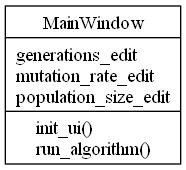 MainWindow
generations_edit
mutation_rate_edit
population_size_edit
init_ui()
run_algorithm()